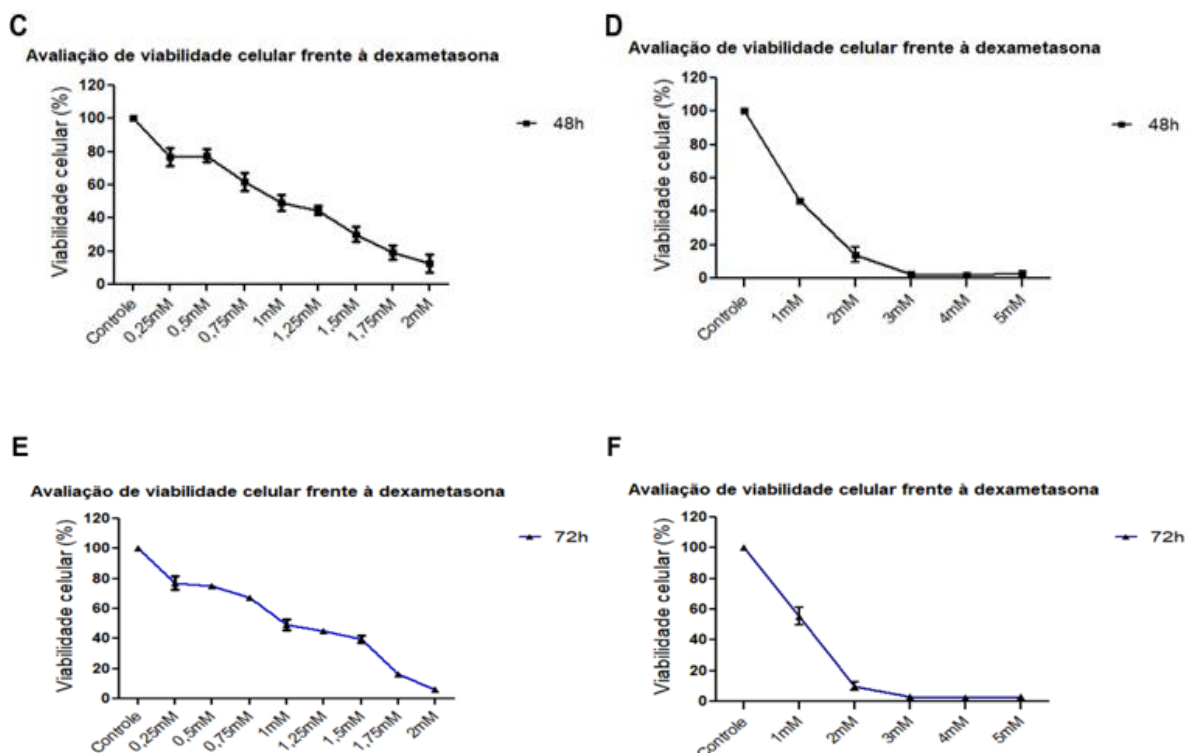 C
Avaliação de viabilidade celular frente à dexametasona
Viabilidade celular (%)
120
100
80
60
40
20
0
Controle
0,25mM
0,5mM
0,75mM
1mM
1,25mM
1,5mM
1,75mM
2mM
48h
D
Avaliação de viabilidade celular frente à dexametasona
Viabilidade celular (%)
120
100
80
60
40
20
0
Controle
1mM
2mM
3mM
4mM
5mM
48h
E
Avaliação de viabilidade celular frente à dexametasona
Viabilidade celular (%)
120
100
80
60
40
20
0
Controle
0,25mM
0,5mM
0,75mM
1mM
1,25mM
1,5mM
1,75mM
2mM
72h
F
Avaliação de viabilidade celular frente à dexametasona
Viabilidade celular (%)
120
100
80
60
40
20
0
Controle
1mM
2mM
3mM
4mM
5mM
72h